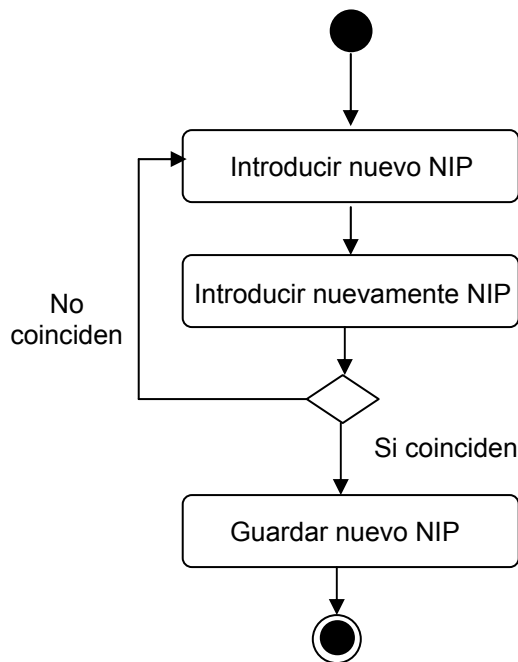 Introducir nuevo NIP
Introducir nuevamente NIP
No
coinciden
Si coinciden
Guardar nuevo NIP